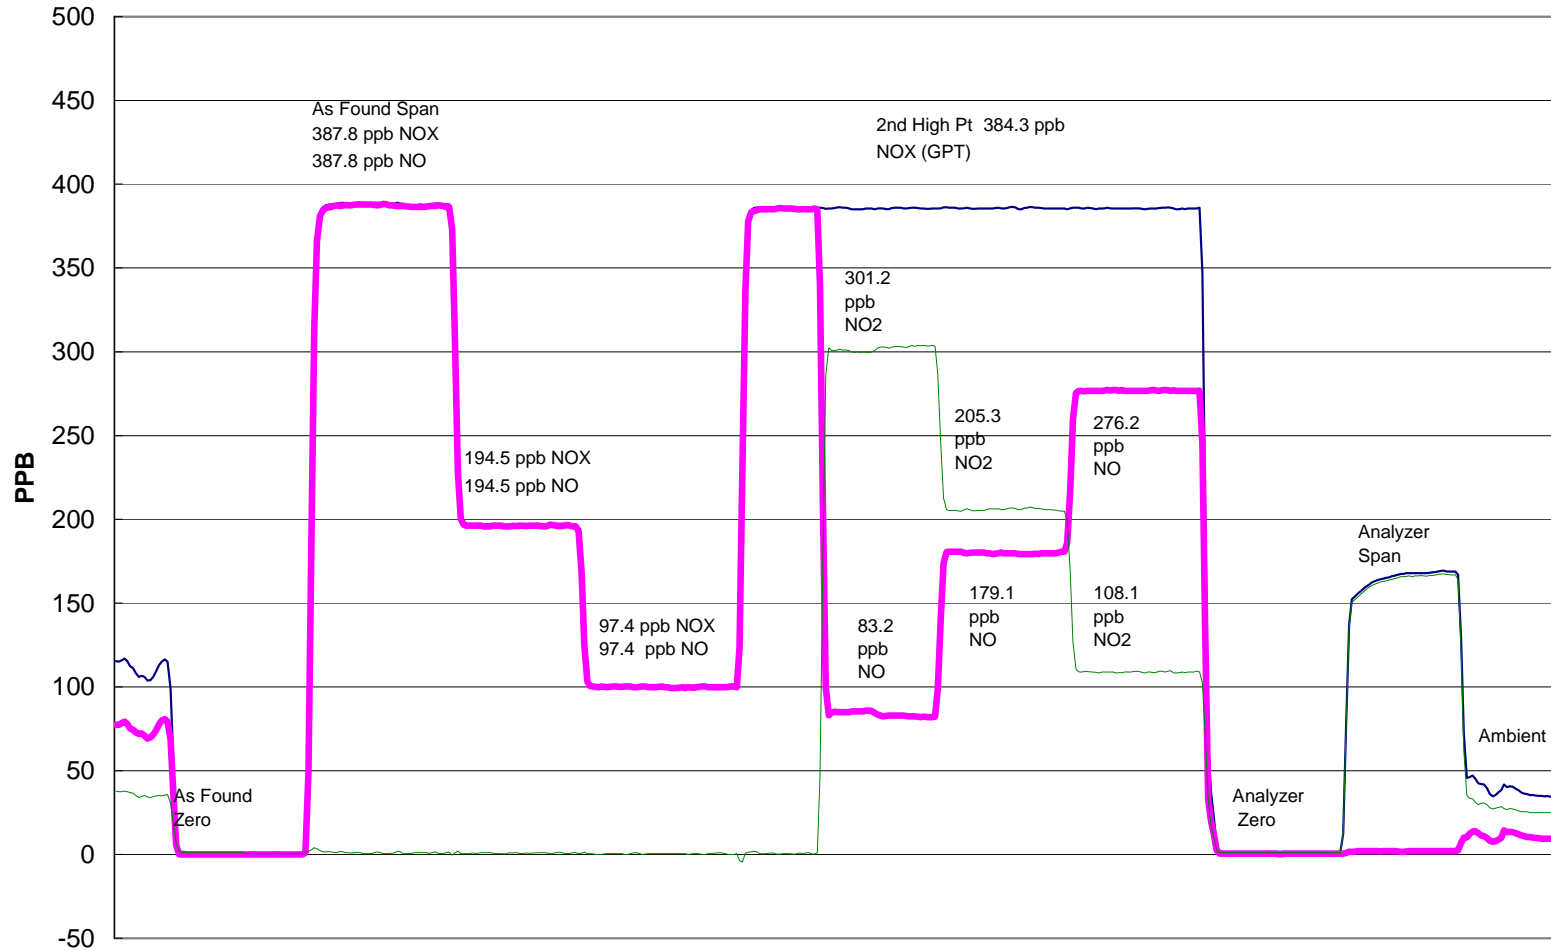 500
450
400
350
300
250
200
150
100
50
0
-50
PPB
As Found Span
387.8 ppb NOX
387.8 ppb NO
2nd High Pt 384.3 ppb
NOX (GPT)
301.2
ppb
NO2
194.5 ppb NOX
194.5 ppb NO
205.3
ppb
NO2
276.2
ppb
NO
97.4 ppb NOX
97.4 ppb NO
83.2
ppb
NO
179.1
ppb
NO
108.1
ppb
NO2
Analyzer
Span
Ambient
As Found
Zero
Analyzer
Zero